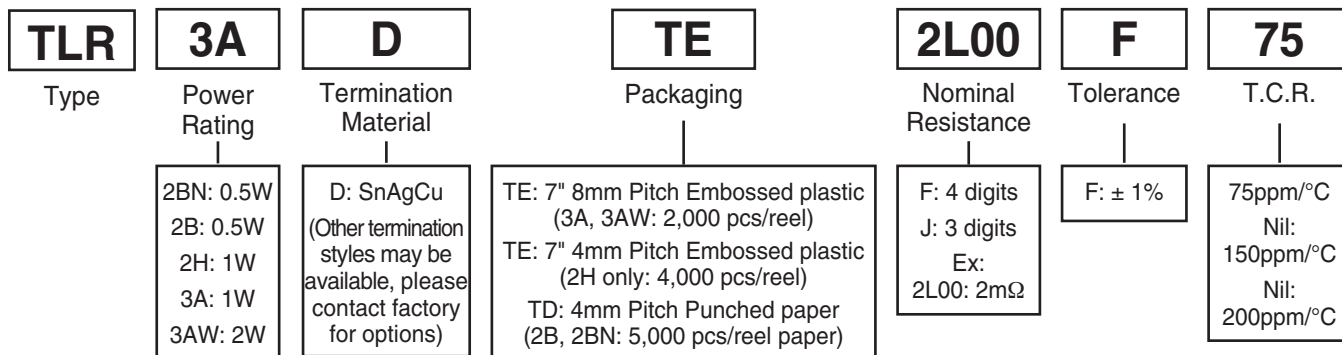 TLR 3A D TE 2L00 F 75
Type
Power
Rating
Termination
Material
Packaging
Nominal
Resistance
Tolerance
T.C.R.
2BN: 0.5W
2B: 0.5W
2H: 1W
3A: 1W
3AW: 2W
D: SnAgCu
(Other termination
styles may be
available, please
contact factory
for options)
TE: 7" 8mm Pitch Embossed plastic
(3A, 3AW: 2,000 pcs/reel)
TE: 7" 4mm Pitch Embossed plastic
(2H only: 4,000 pcs/reel)
TD: 4mm Pitch Punched paper
(2B, 2BN: 5,000 pcs/reel paper)
F: 4 digits
J: 3 digits
Ex:
2L00: 2mΩ
F: ± 1%
75ppm/°C
Nil:
150ppm/°C
Nil:
200ppm/°C